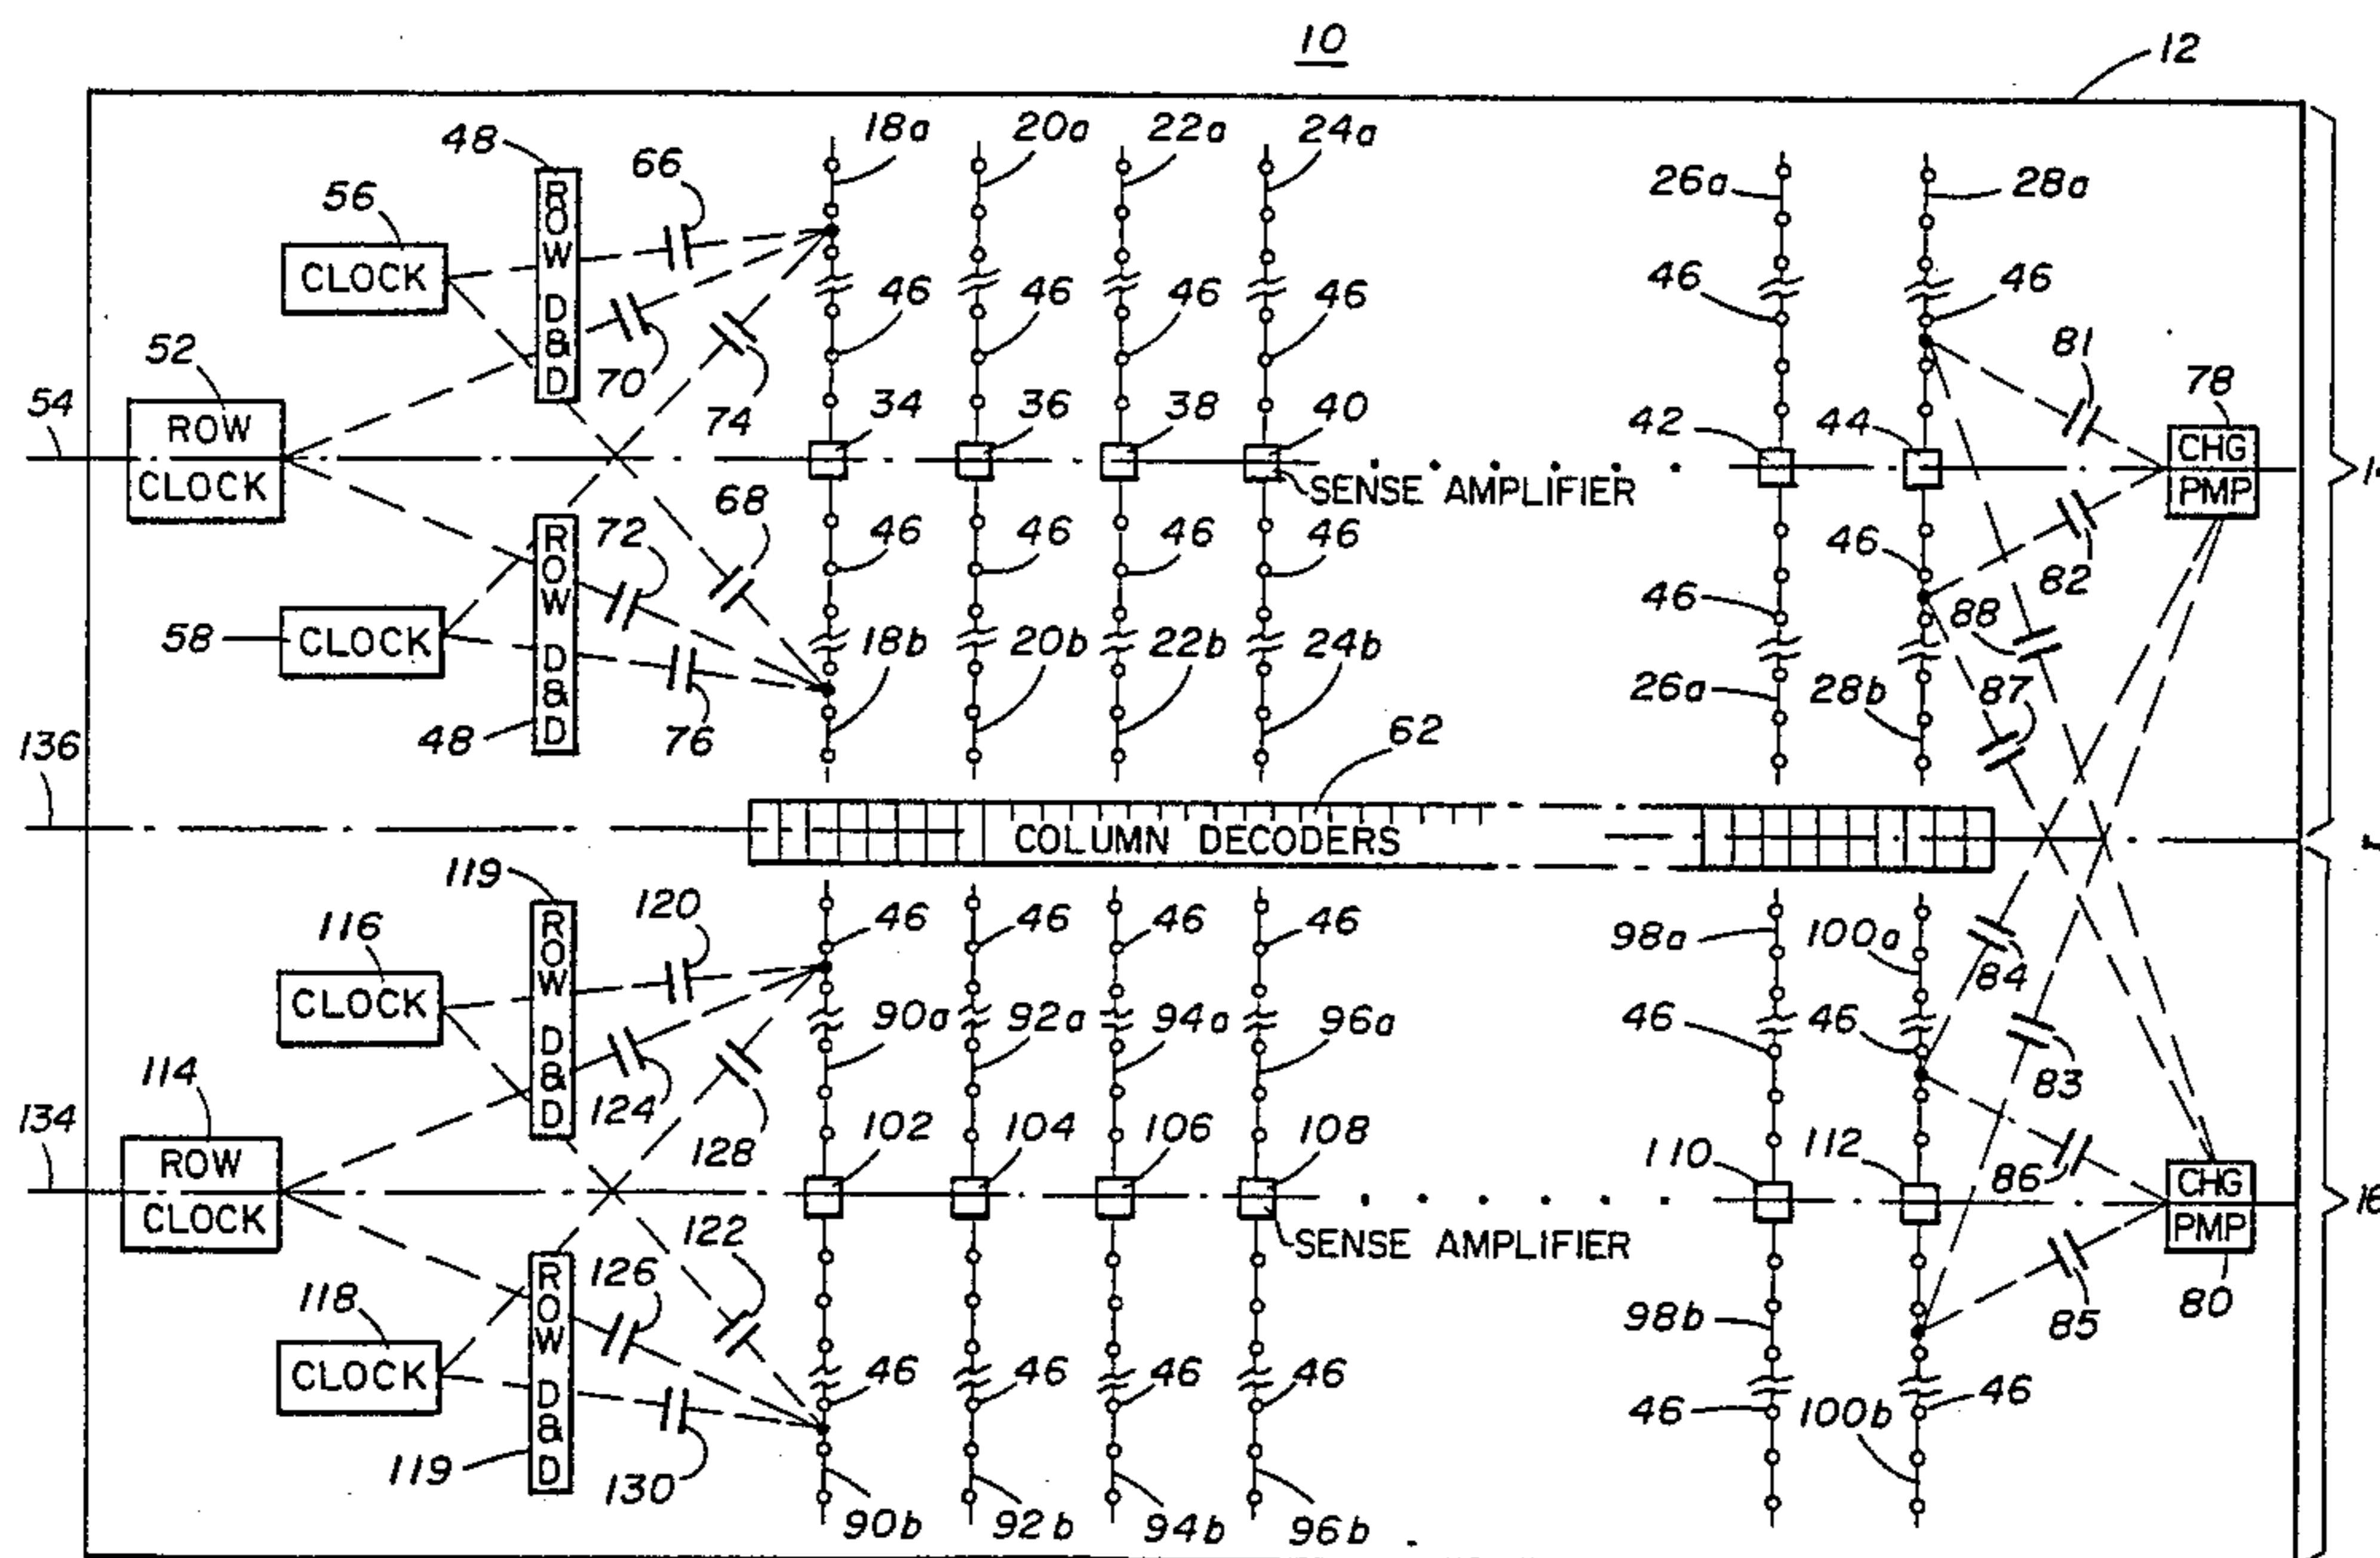 10
12
18a 20a 22a 24a
48 66
26a 28a
56
ROW D&D
CLOCK
46 46 46 46 46 46
52
81
70
78
54
74
34 36 38 40 42 44
ROW
CLOCK
CHG
PMP
SENSE AMPLIFIER
68
72
46 46 46 46 46
82
ROW D&D
46
88
58
CLOCK
18b 20b 22b 24b
26a 28b 87
48 76
62
136
COLUMN DECODERS
119 120
46 46 46 46
116
98a 100a
ROW D&D
84
CLOCK
90a 92a 94a 96a
46 46
114
124
83
134
128
102 104 106 108 110 112
ROW
CLOCK
86
CHG
PMP
16
SENSE AMPLIFIER
122
126
118
98b
85
80
ROW D&D
CLOCK
46 46 46 46 46
46 100b
119 130
90b 92b 94b 96b